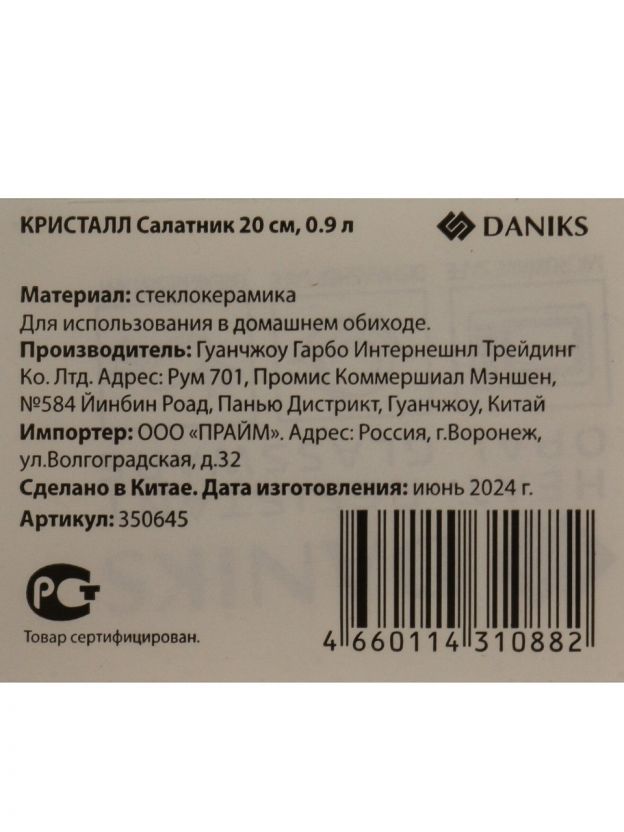 КРИСТАЛЛ Салатник 20 см, 0.9 л
DANIKS
Материал: стеклокерамика
Для использования в домашнем обиходе.
Производитель: Гуанчжоу Гарбо Интернешнл Трейдинг
Ко. Лтд. Адрес: Рум 701, Промис Коммершиал Мэншен,
№584 Йинбин Роад, Панью Дистрикт, Гуанчжоу, Китай
Импортер: ООО «ПРАЙМ». Адрес: Россия, г.Воронеж,
ул.Волгоградская, д.32
Сделано в Китае. Дата изготовления: июнь 2024 г.
Артикул: 350645
РСТ
Товар сертифицирован.
4 660114 310882